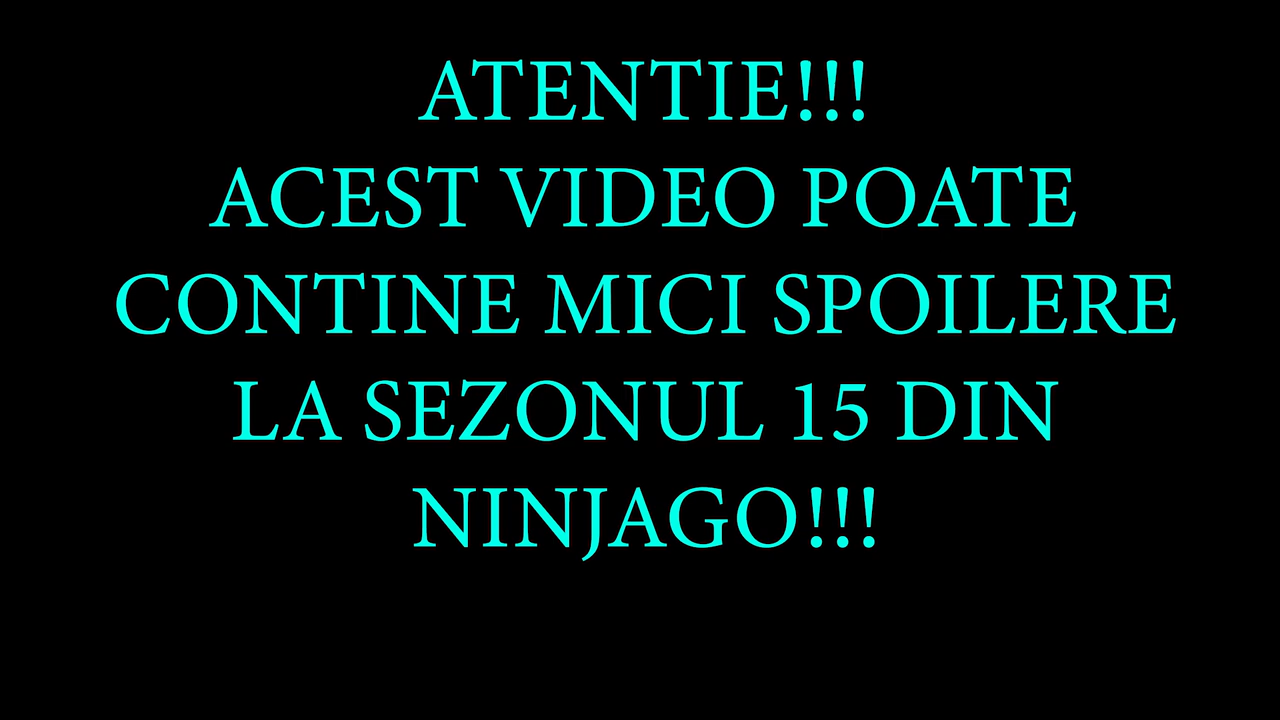 ATENTIE!!!
ACEST VIDEO POATE
CONTINE MICI SPOILERE
LA SEZONUL 15 DIN
NINJAGO!!!